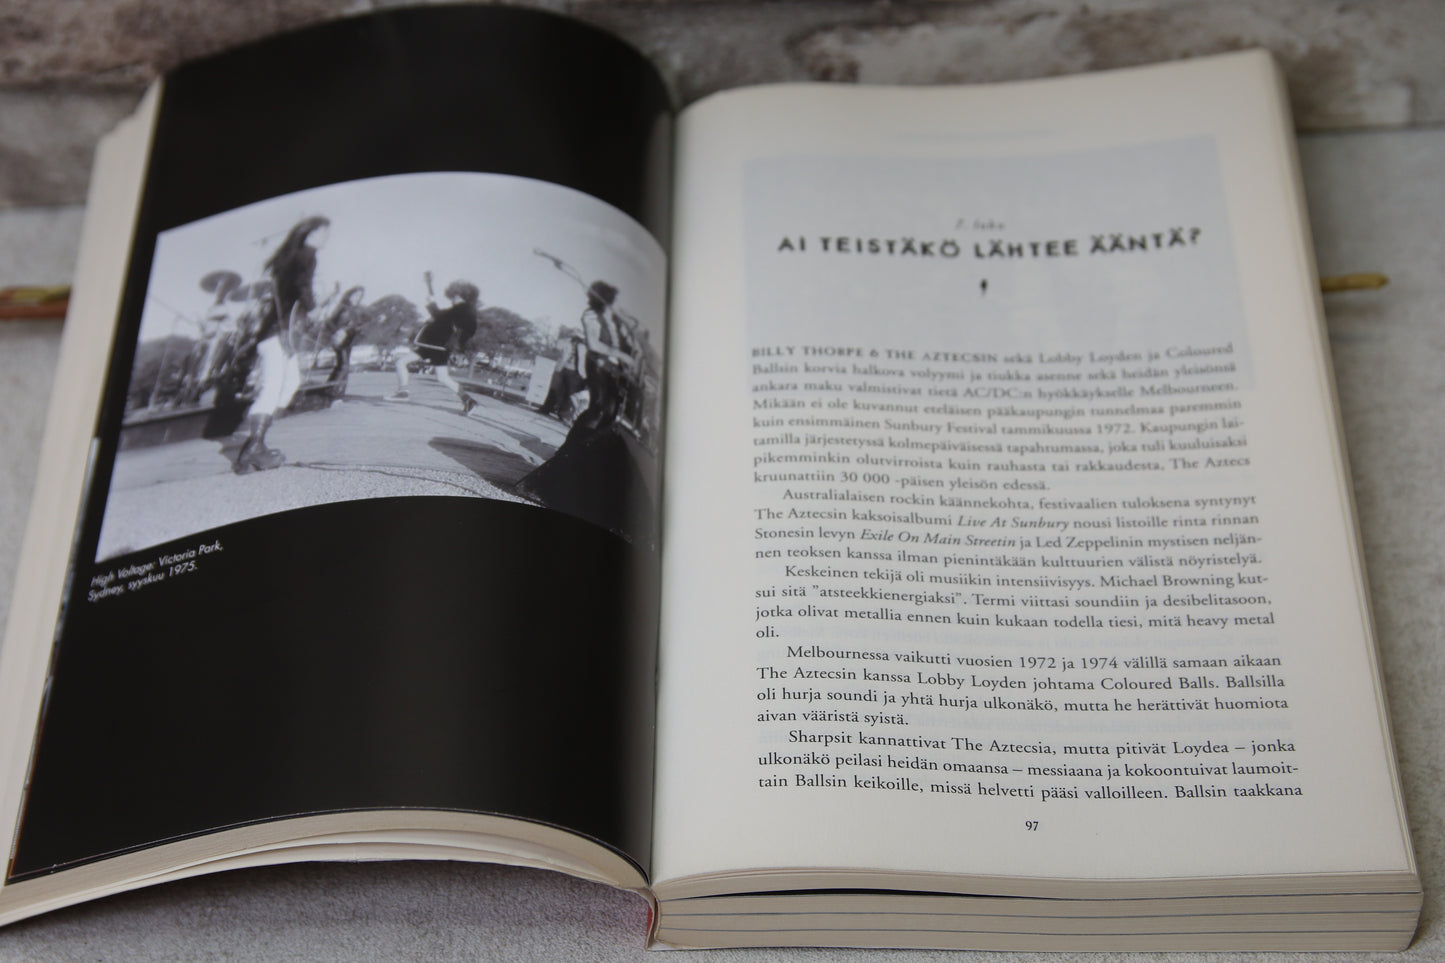 High Voltage: Victoria Park,
Sydney, syyskuu 1975.
2. luku
AI TEISTÄKÖ LÄHTEE ÄÄNTÄ?
BILLY THORPE & THE AZTECSIN sekä Lobby Loyden ja Coloured
Ballsin korvia halkova volyymi ja tiukka asenne sekä heidän yleisönsä
ankara maku valmistivat tietä AC/DC:n hyökkäykselle Melbourneen.
Mikään ei ole kuvannut eteläisen pääkaupungin tunnelmaa paremmin
kuin ensimmäinen Sunbury Festival tammikuussa 1972. Kaupungin lai-
tamilla järjestetyssä kolmepäiväisessä tapahtumassa, joka tuli kuuluisaksi
pikemminkin olutvirroista kuin rauhasta tai rakkaudesta, The Aztecs
kruunattiin 30 000 -päisen yleisön edessä.
Australialaisen rockin käännekohta, festivaalien tuloksena syntynyt
The Aztecsin kaksoisalbumi Live At Sunbury nousi listoille rinta rinnan
Stonesin levyn Exile On Main Streetin ja Led Zeppelinin mystisen neljän-
nen teoksen kanssa ilman pienintäkään kulttuurien välistä nöyristelyä.
Keskeinen tekijä oli musiikin intensiivisyys. Michael Browning kut-
sui sitä ”atsteekkienergiaksi”. Termi viittasi soundiin ja desibelitasoon,
jotka olivat metallia ennen kuin kukaan todella tiesi, mitä heavy metal
oli.
Melbournessa vaikutti vuosien 1972 ja 1974 välillä samaan aikaan
The Aztecsin kanssa Lobby Loyden johtama Coloured Balls. Ballsilla
oli hurja soundi ja yhtä hurja ulkonäkö, mutta he herättivät huomiota
aivan vääristä syistä.
Sharpsit kannattivat The Aztecsia, mutta pitivät Loydea – jonka
ulkonäkö peilasi heidän omaansa – messiaana ja kokoontuivat laumoit-
tain Ballsin keikoille, missä helvetti pääsi valloilleen. Ballsin taakkana
97